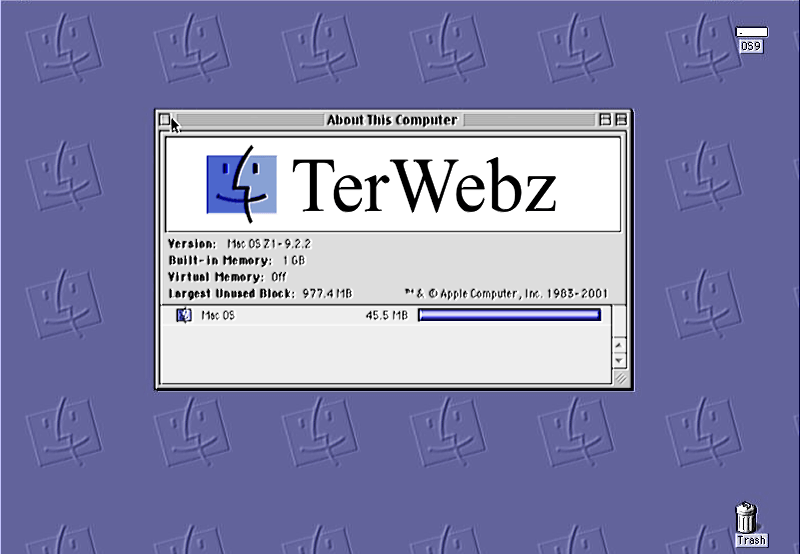 OS9
About This Computer
TerWebz
Version: Mac OS Z1-9.2.2
Built-in Memory: 1 GB
Virtual Memory: Off
Largest Unused Block: 977.4 MB ™ & © Apple Computer, Inc. 1983-2001
Mac OS 45.5 MB
Trash